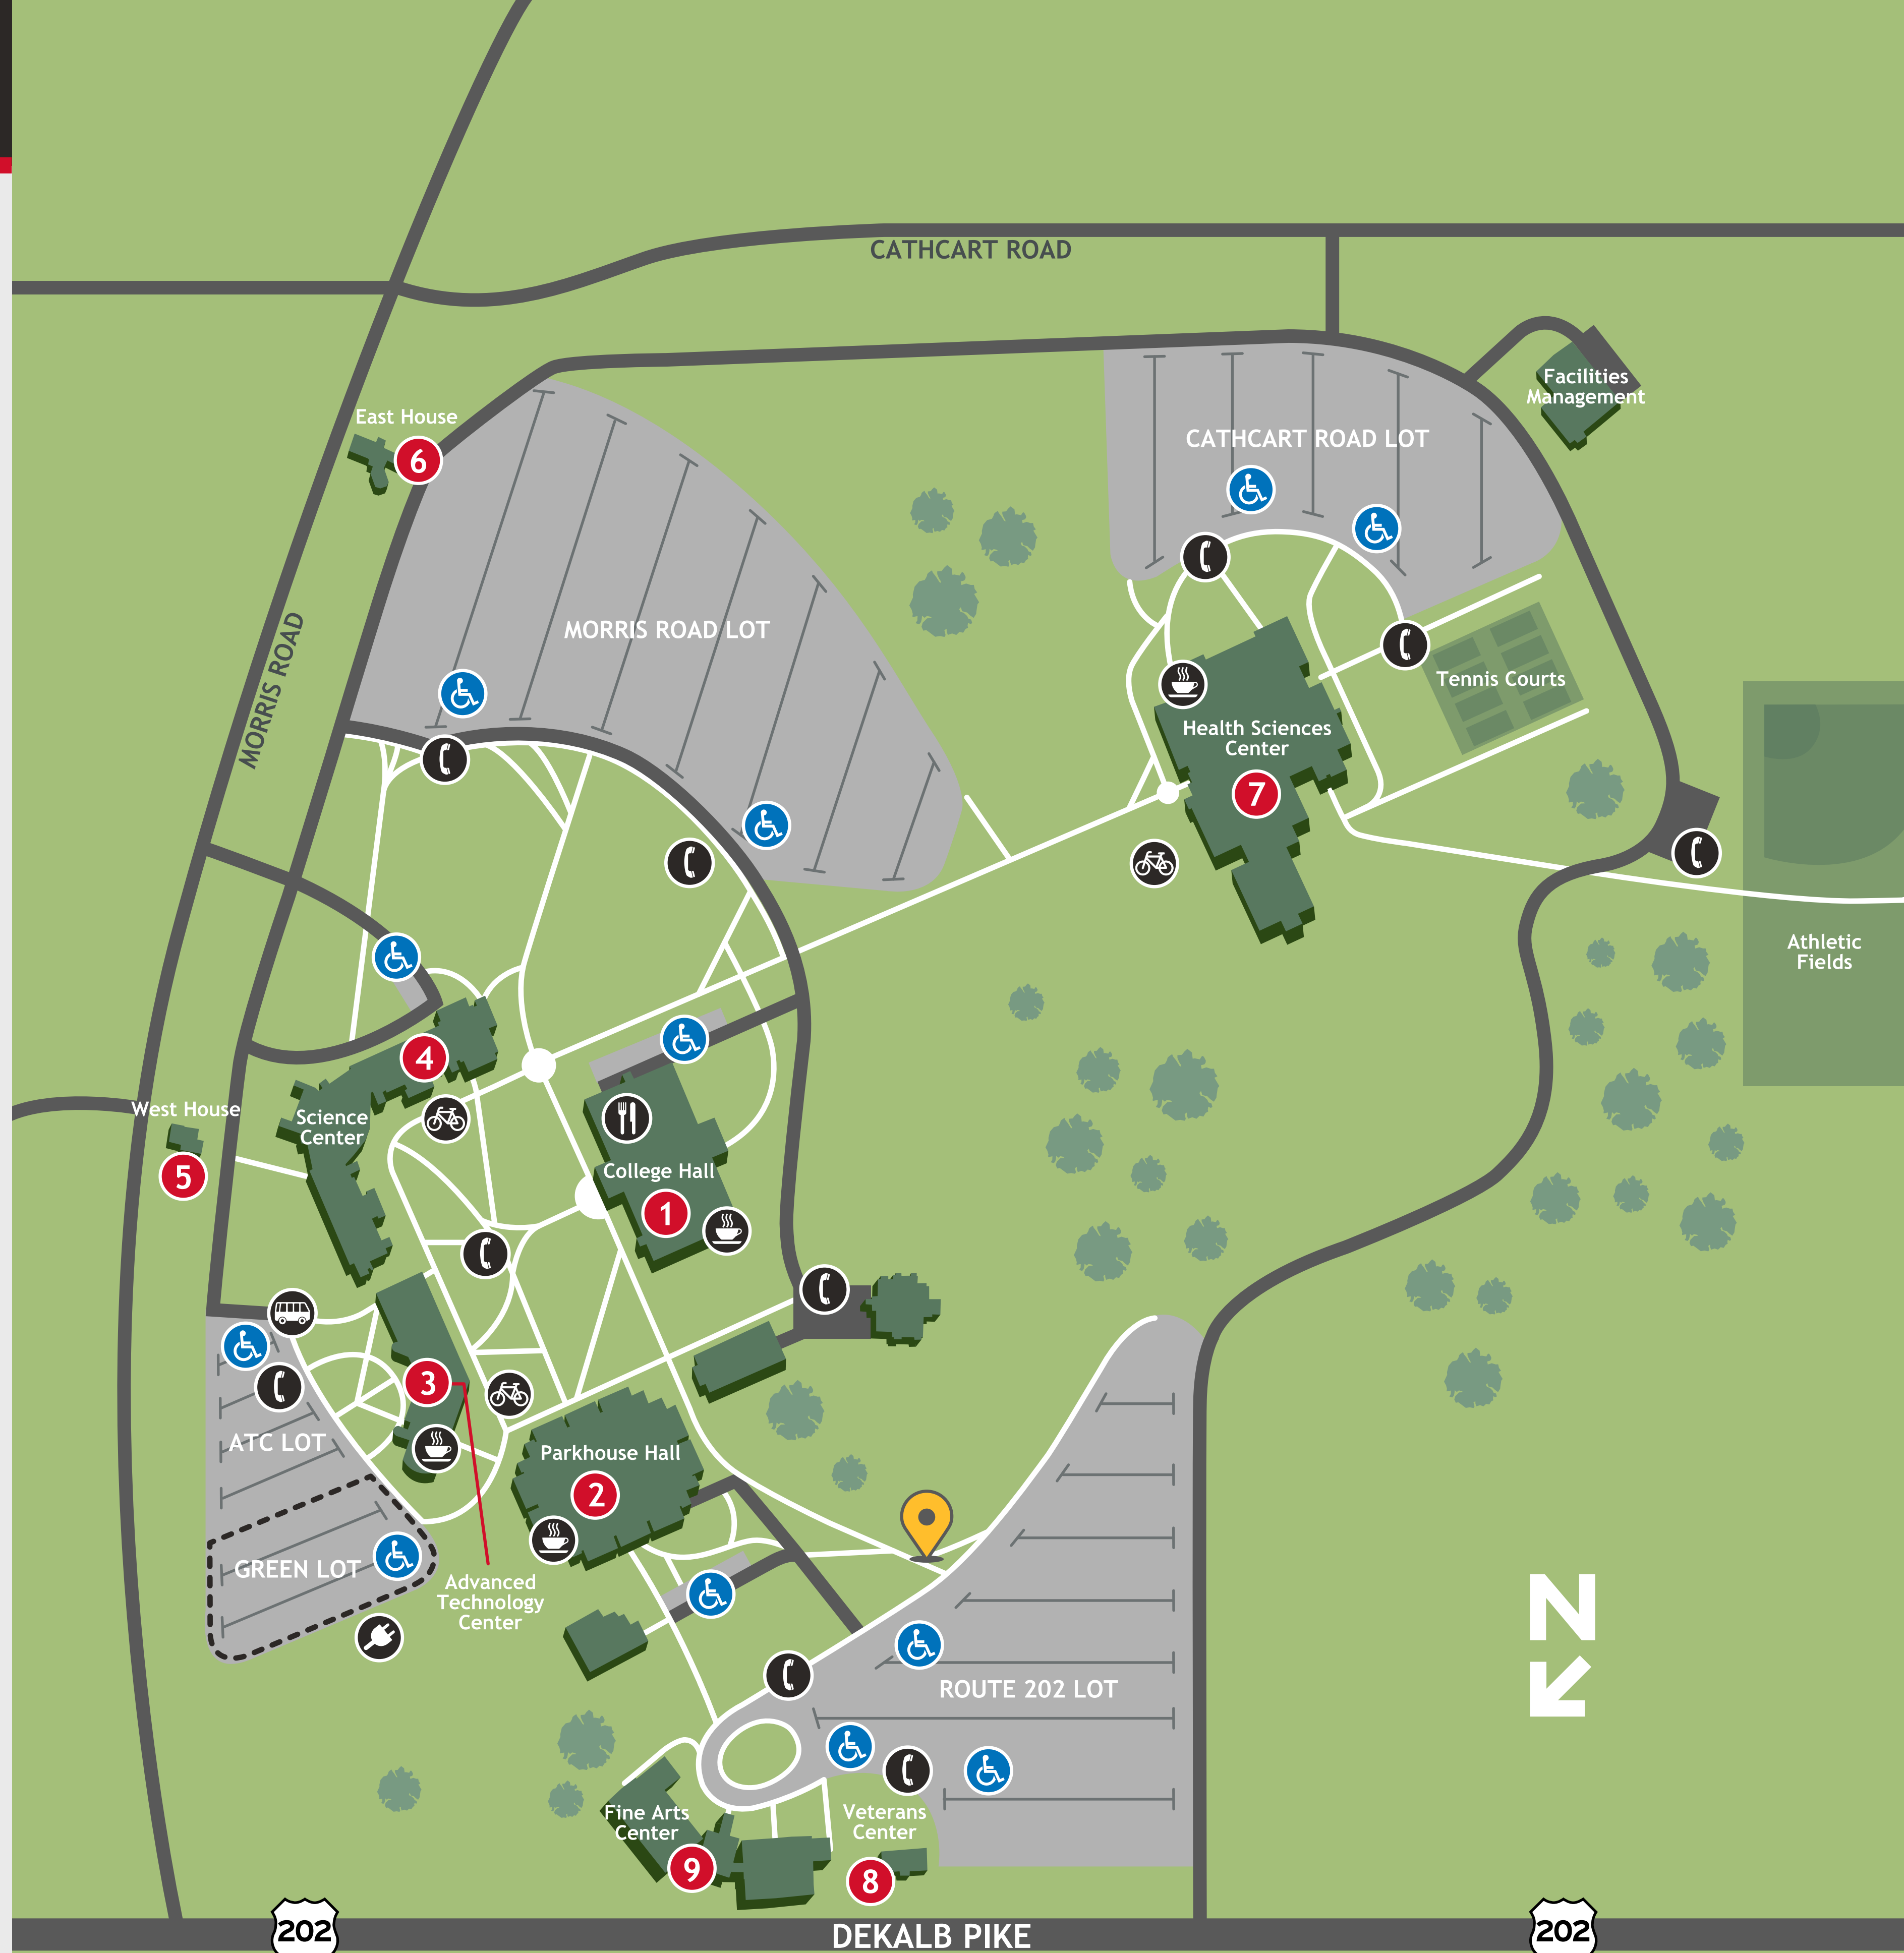 CATHCART ROAD
Facilities
Management
East House
6
CATHCART ROAD LOT
MORRIS ROAD LOT
MORRIS ROAD
Tennis Courts
Health Sciences
Center
7
Athletic
Fields
4
West House
Science
Center
5
College Hall
1
3
ATC LOT
Parkhouse Hall
2
GREEN LOT
Advanced
Technology
Center
N
ROUTE 202 LOT
Fine Arts
Center
9
Veterans
Center
8
202
DEKALB PIKE
202